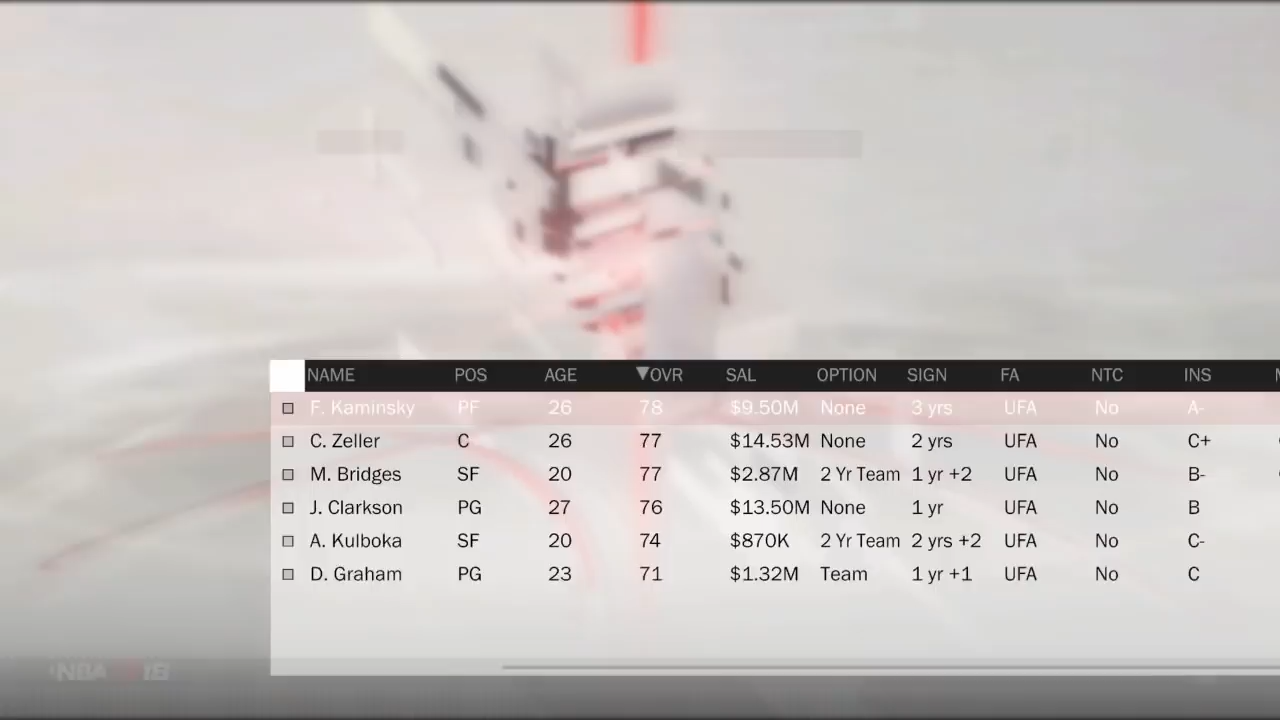 NAME POS AGE ▼OVR SAL OPTION SIGN FA NTC INS
F. Kaminsky PF 26 78 $9.50M None 3 yrs UFA No A-
C. Zeller C 26 77 $14.53M None 2 yrs UFA No C+
M. Bridges SF 20 77 $2.87M 2 Yr Team 1 yr +2 UFA No B-
J. Clarkson PG 27 76 $13.50M None 1 yr UFA No B
A. Kulboka SF 20 74 $870K 2 Yr Team 2 yrs +2 UFA No C-
D. Graham PG 23 71 $1.32M Team 1 yr +1 UFA No C
NBA 18